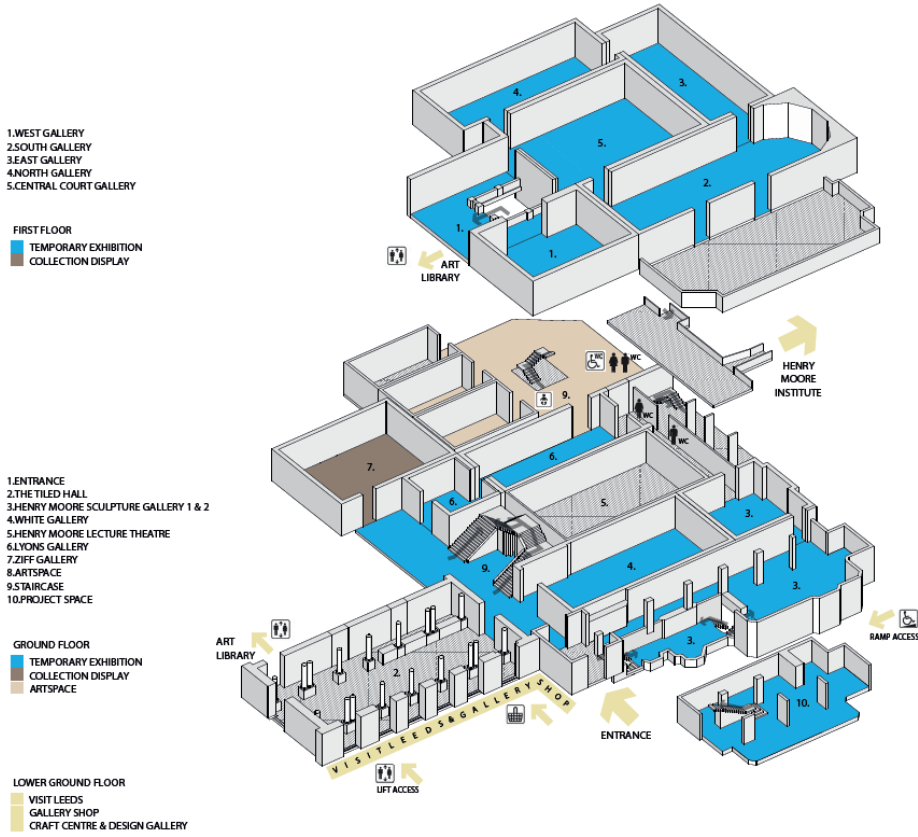 1.WEST GALLERY
2.SOUTH GALLERY
3.EAST GALLERY
4.NORTH GALLERY
5.CENTRAL COURT GALLERY
FIRST FLOOR
TEMPORARY EXHIBITION
COLLECTION DISPLAY
4.
3.
5.
2.
1.
1.
ART
LIBRARY
HENRY
MOORE
INSTITUTE
WC
WC
9.
WC
WC
7.
6.
6.
5.
3.
9.
4.
3.
3.
1.ENTRANCE
2.THE TILED HALL
3.HENRY MOORE SCULPTURE GALLERY 1 & 2
4.WHITE GALLERY
5.HENRY MOORE LECTURE THEATRE
6.LYONS GALLERY
7.ZIFF GALLERY
8.ARTSPACE
9.STAIRCASE
10.PROJECT SPACE
GROUND FLOOR
TEMPORARY EXHIBITION
COLLECTION DISPLAY
ARTSPACE
ART
LIBRARY
2.
RAMP ACCESS
VISIT LEEDS & GALLERY SHOP
ENTRANCE
10.
LIFT ACCESS
LOWER GROUND FLOOR
VISIT LEEDS
GALLERY SHOP
CRAFT CENTRE & DESIGN GALLERY